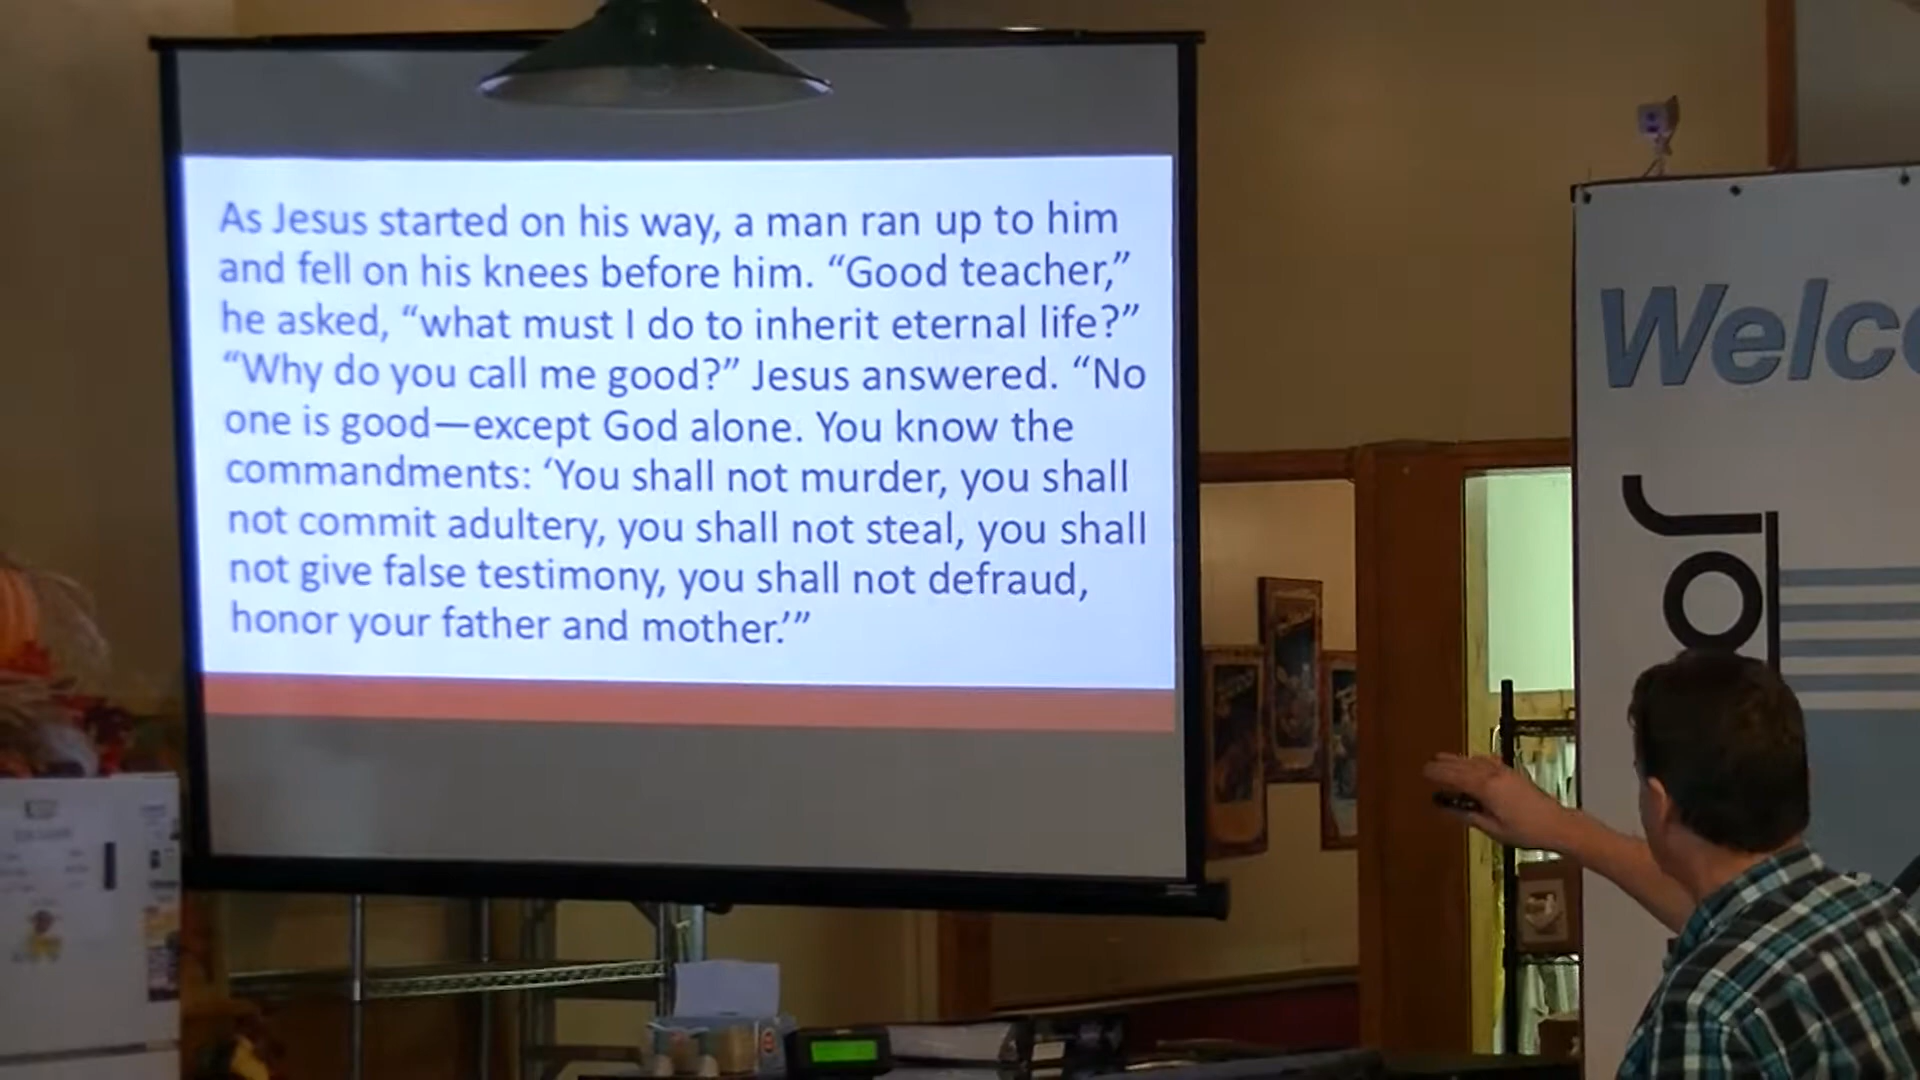 As Jesus started on his way, a man ran up to him
and fell on his knees before him. “Good teacher,”
he asked, “what must I do to inherit eternal life?”
“Why do you call me good?” Jesus answered. “No
one is good—except God alone. You know the
commandments: ‘You shall not murder, you shall
not commit adultery, you shall not steal, you shall
not give false testimony, you shall not defraud,
honor your father and mother.’”
Welco